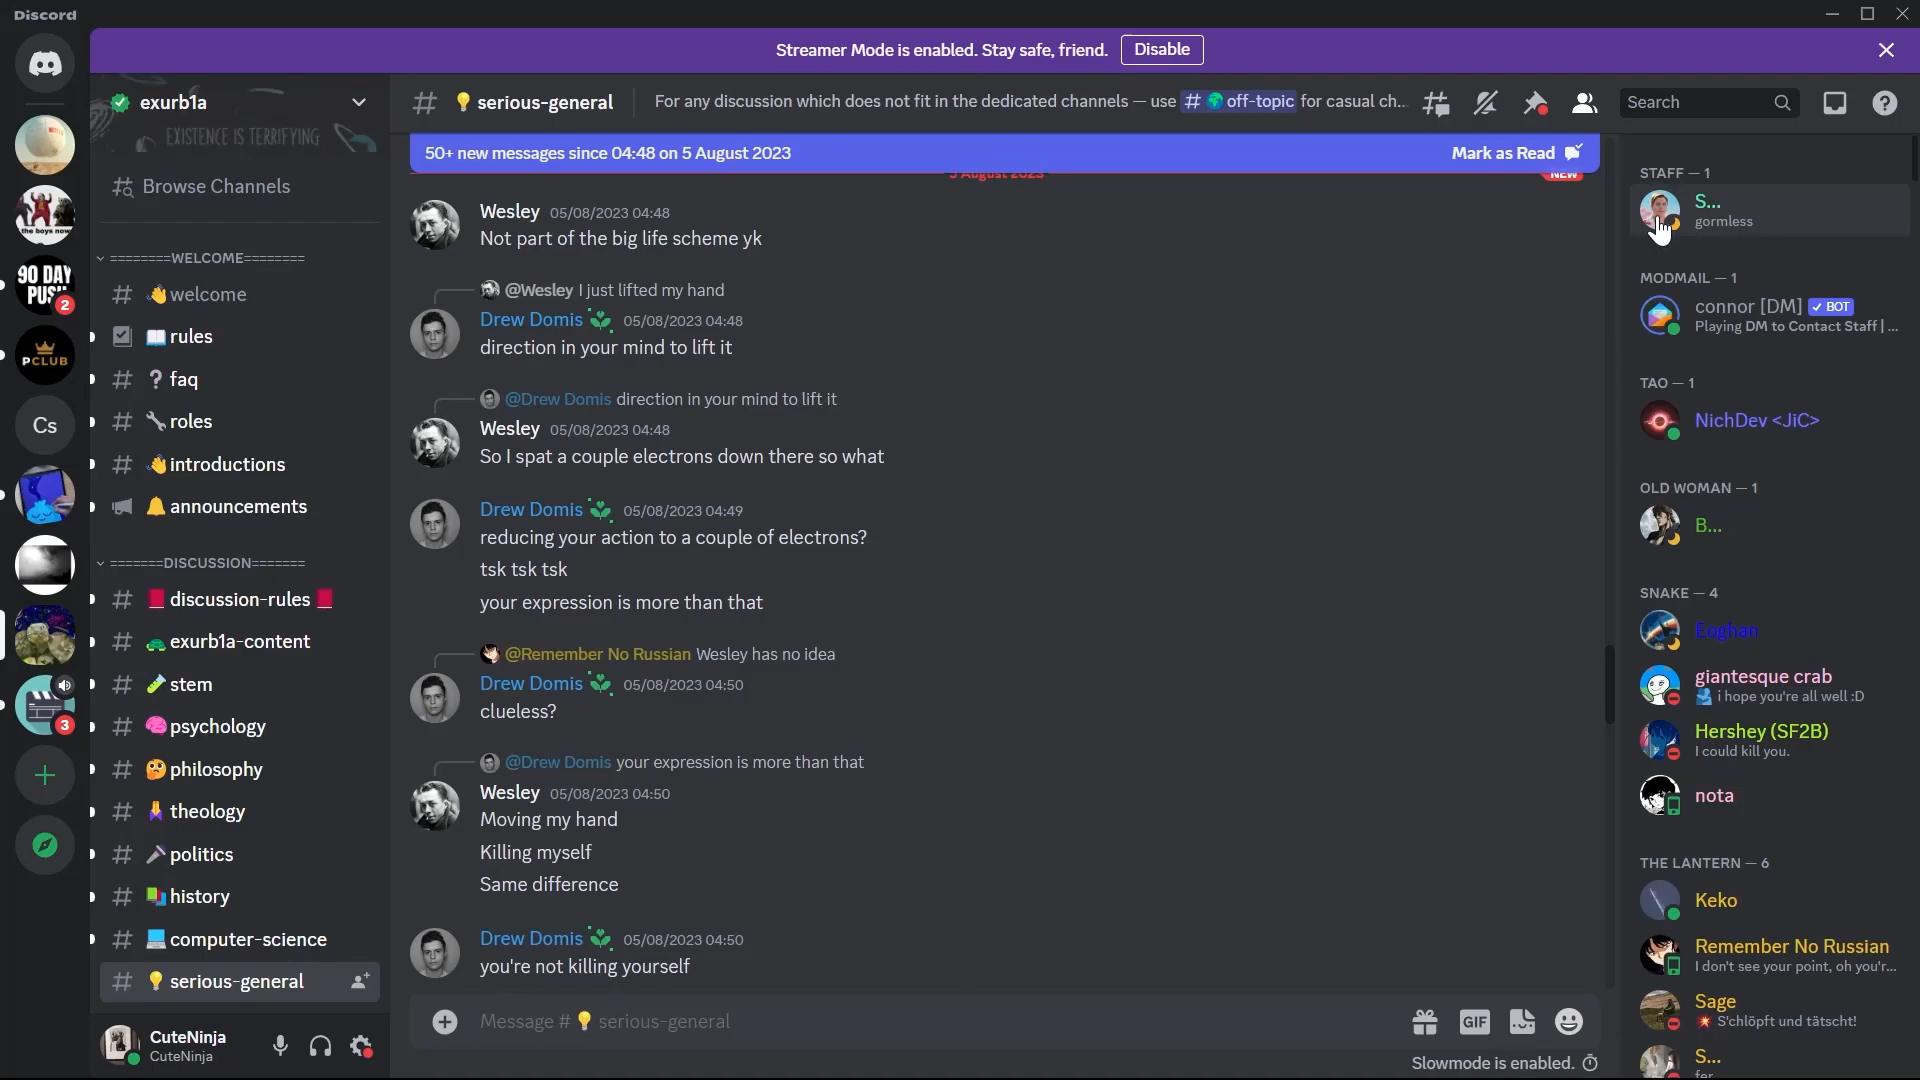 Discord
Streamer Mode is enabled. Stay safe, friend.
Disable
exurb1a
EXISTENCE IS TERRIFYING
Browse Channels
========WELCOME========
welcome
rules
faq
roles
introductions
announcements
=======DISCUSSION=======
discussion-rules
exurb1a-content
stem
psychology
philosophy
theology
politics
history
computer-science
serious-general
CuteNinja
CuteNinja
the boys now
90 DAY
2
PCLUB
Cs
3
serious-general
For any discussion which does not fit in the dedicated channels — use # off-topic for casual ch...
Search
50+ new messages since 04:48 on 5 August 2023
Mark as Read
5 August 2023
NEW
Wesley 05/08/2023 04:48
Not part of the big life scheme yk
@Wesley I just lifted my hand
Drew Domis 05/08/2023 04:48
direction in your mind to lift it
@Drew Domis direction in your mind to lift it
Wesley 05/08/2023 04:48
So I spat a couple electrons down there so what
Drew Domis 05/08/2023 04:49
reducing your action to a couple of electrons?
tsk tsk tsk
your expression is more than that
@Remember No Russian Wesley has no idea
Drew Domis 05/08/2023 04:50
clueless?
@Drew Domis your expression is more than that
Wesley 05/08/2023 04:50
Moving my hand
Killing myself
Same difference
Drew Domis 05/08/2023 04:50
you're not killing yourself
Message # serious-general
GIF
Slowmode is enabled.
STAFF — 1
S...
gormless
MODMAIL — 1
connor [DM] ✓ BOT
Playing DM to Contact Staff | ...
TAO — 1
NichDev <JiC>
OLD WOMAN — 1
B...
SNAKE — 4
Eoghan
giantesque crab
i hope you're all well :D
Hershey (SF2B)
I could kill you.
nota
THE LANTERN — 6
Keko
Remember No Russian
I don't see your point, oh you'r...
Sage
S'chlöpft und tätscht!
S...